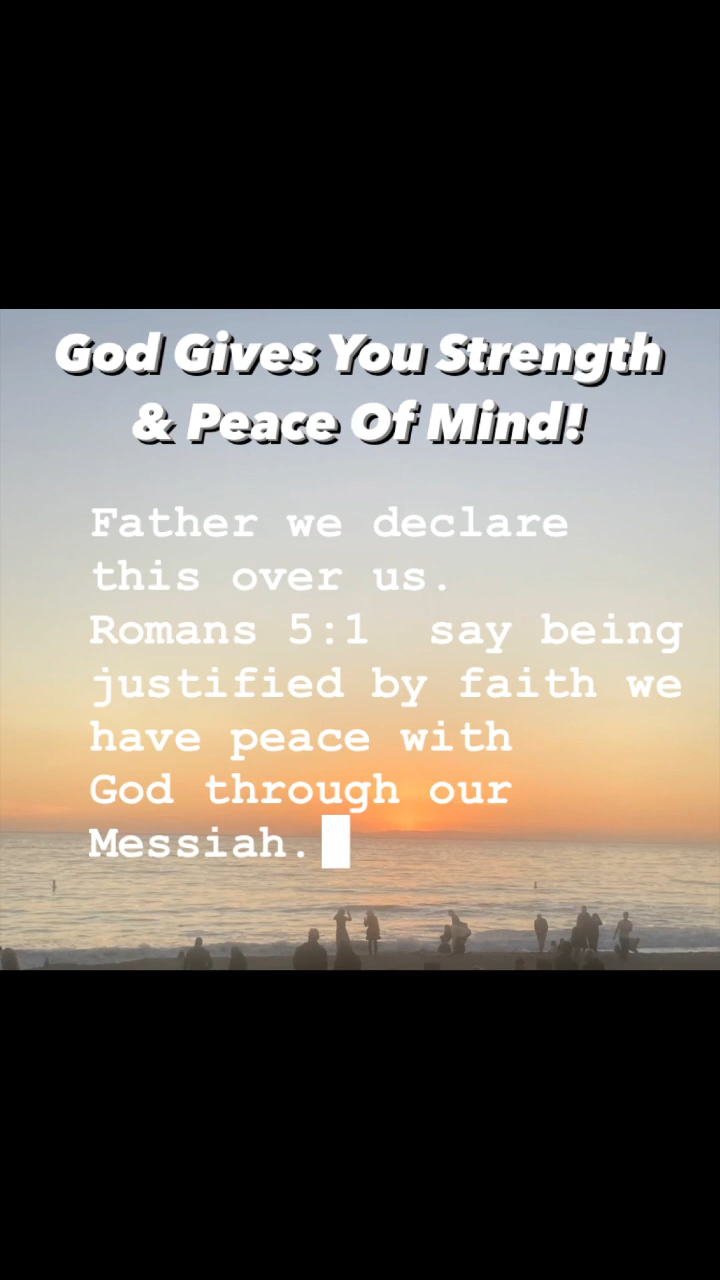 God Gives You Strength
& Peace Of Mind!
Father we declare
this over us.
Romans 5:1  say being
justified by faith we
have peace with
God through our
Messiah.